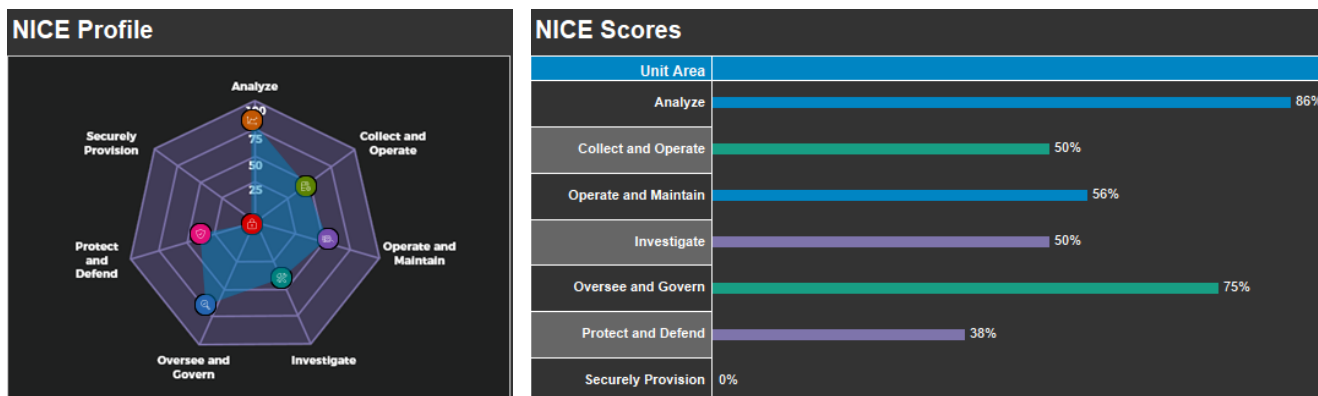 NICE Profile
Analyze
100
75
50
25
Securely
Provision
Collect and
Operate
Protect
and
Defend
Operate and
Maintain
Oversee and
Govern
Investigate
NICE Scores
Unit Area
Analyze 86%
Collect and Operate 50%
Operate and Maintain 56%
Investigate 50%
Oversee and Govern 75%
Protect and Defend 38%
Securely Provision 0%